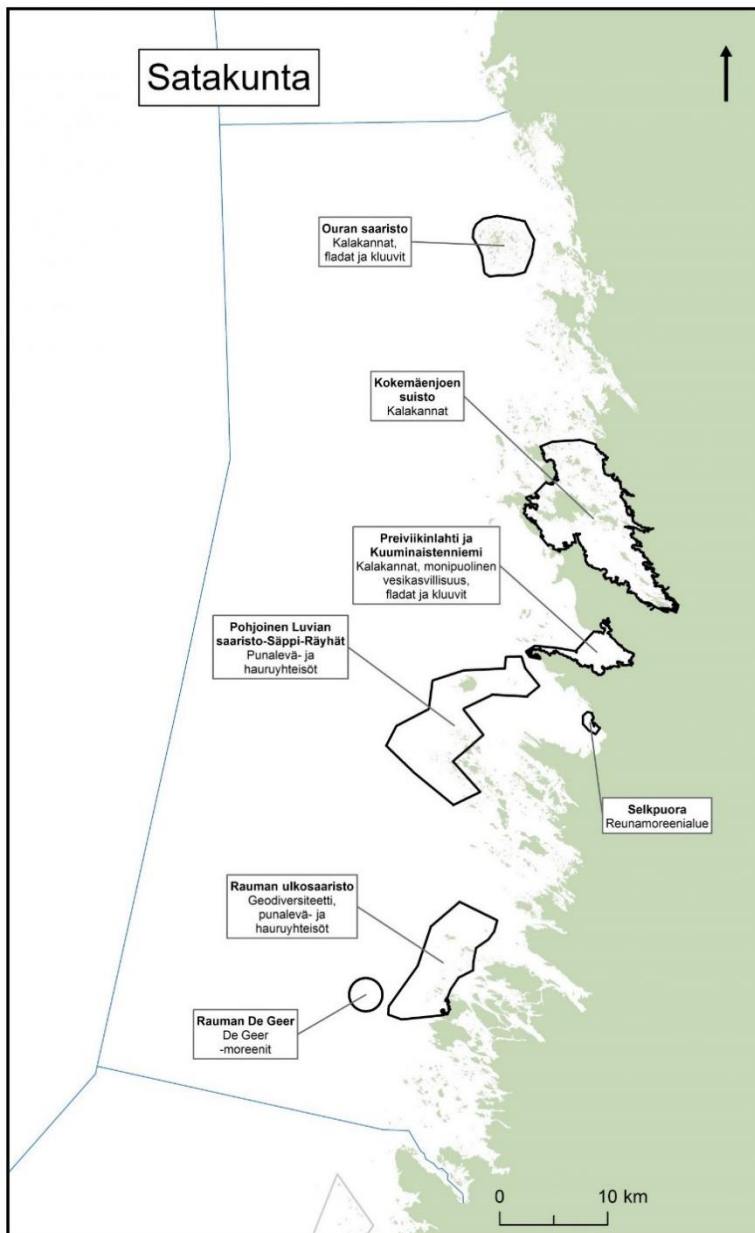 Satakunta
Ouran saaristo
Kalakannat,
fladat ja kluuvit
Kokemäenjoen
suisto
Kalakannat
Preiviikinlahti ja
Kuuminaistenniemi
Kalakannat, monipuolinen
vesikasvillisuus,
fladat ja kluuvit
Pohjoinen Luvian
saaristo-Säppi-Räyhät
Punalevä- ja
hauruyhteisöt
Selkpuora
Reunamoreenialue
Rauman ulkosaaristo
Geodiversiteetti,
punalevä- ja
hauruyhteisöt
Rauman De Geer
De Geer
-moreenit
0 10 km